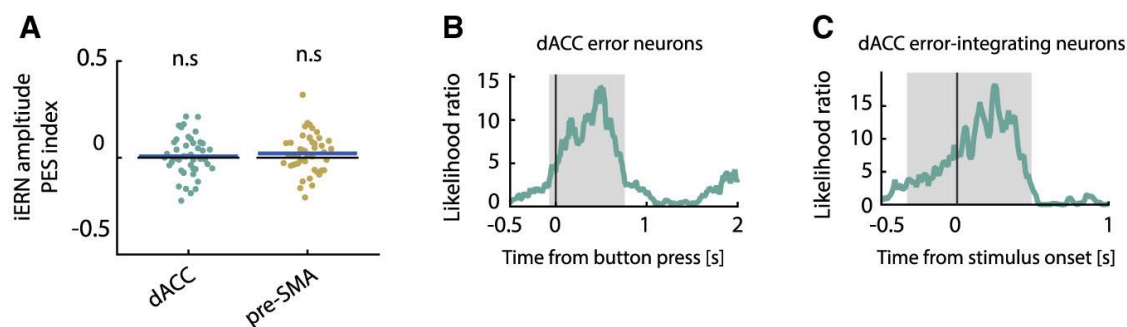 A
0.5
0
-0.5
iERN ampltiude
PES index
n.s
n.s
dACC
pre-SMA
B
dACC error neurons
Likelihood ratio
15
10
5
0
-0.5
0
1
2
Time from button press [s]
C
dACC error-integrating neurons
Likelihood ratio
15
10
5
0
-0.5
0
1
Time from stimulus onset [s]